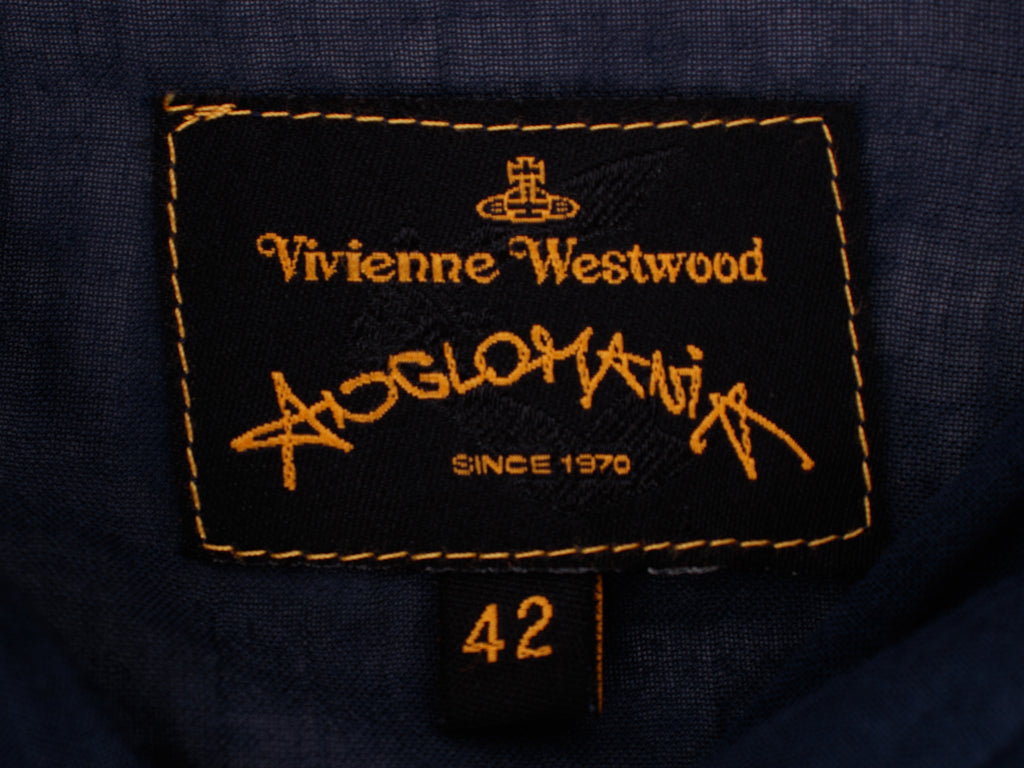 Vivienne Westwood
ANGLOMANIA
SINCE 1970
42